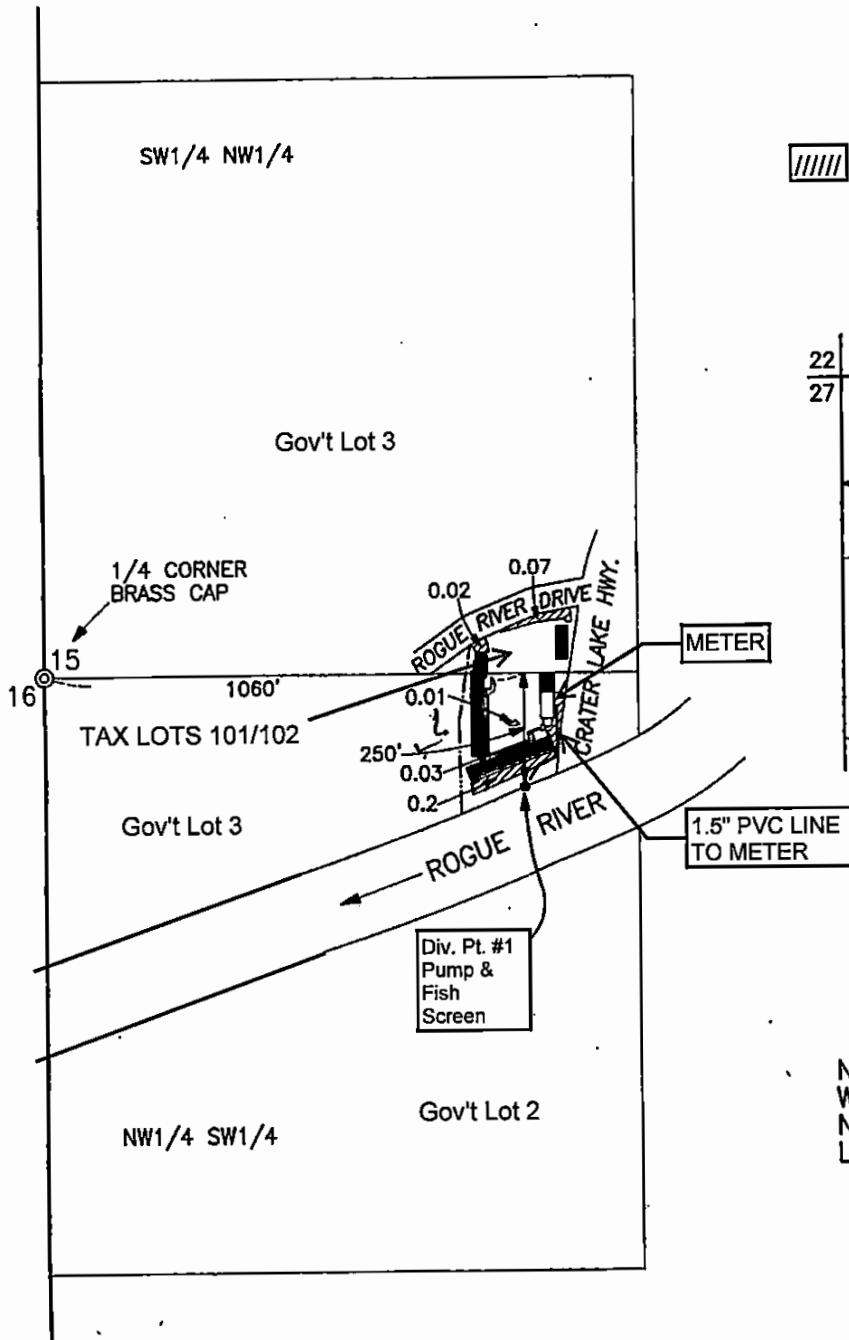 SW1/4 NW1/4
//////
22
27
Gov't Lot 3
1/4 CORNER
BRASS CAP
0.02
0.07
ROGUE RIVER DRIVE
CRATER LAKE HWY.
METER
15
16
1060'
0.01
TAX LOTS 101/102
250'
0.03
0.2
Gov't Lot 3
ROGUE RIVER
1.5" PVC LINE
TO METER
Div. Pt. #1
Pump &
Fish
Screen
Gov't Lot 2
NW1/4 SW1/4
N
W
N
L